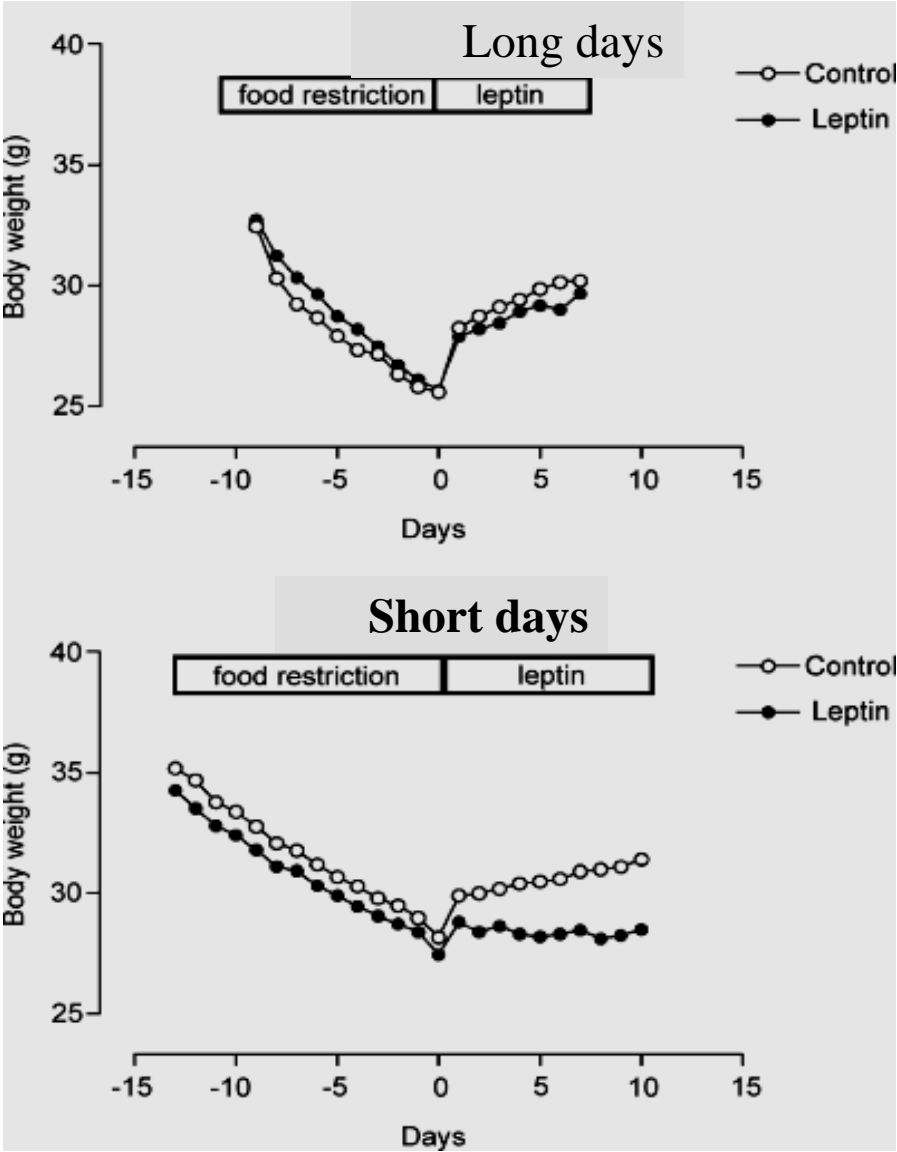 Long days
40
35
30
25
Body weight (g)
food restriction
leptin
Control
Leptin
-15 -10 -5 0 5 10 15
Days
Short days
40
35
30
25
Body weight (g)
food restriction
leptin
Control
Leptin
-15 -10 -5 0 5 10 15
Days